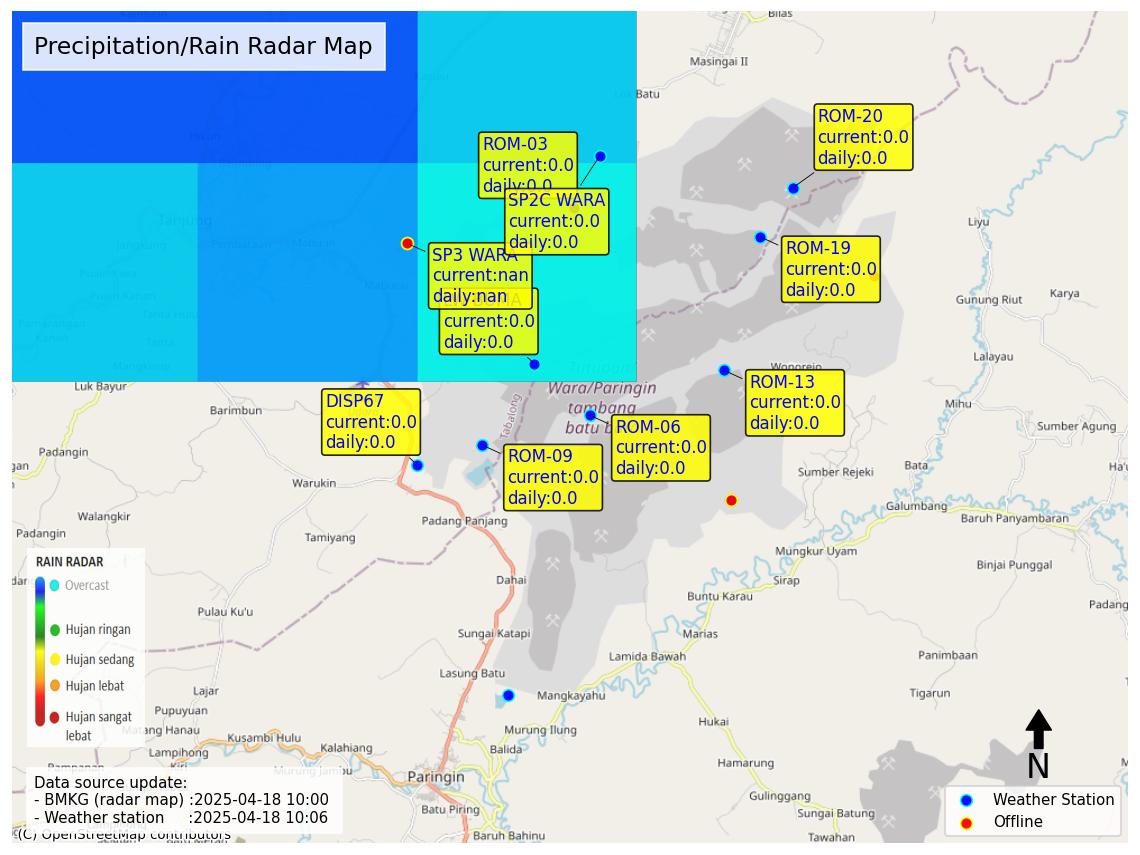 Precipitation/Rain Radar Map
Bilas
Masingai II
Batu
ROM-20
current:0.0
daily:0.0
ROM-03
current:0.0
daily:0.0
SP2C WARA
current:0.0
daily:0.0
Tanjung
Liyu
ROM-19
current:0.0
daily:0.0
SP3 WARA
current:nan
daily:nan
current:0.0
daily:0.0
Gunung Riut
Karya
Lalayau
Wonorejo
Tutupan
Wara/Paringin
tambang
batu
Tabalong
Luk Bayur
ROM-13
current:0.0
daily:0.0
DISP67
current:0.0
daily:0.0
Barimbun
Mihu
ROM-06
current:0.0
daily:0.0
Sumber Agung
Padangin
ROM-09
current:0.0
daily:0.0
Bata
Sumber Rejeki
Warukin
Galumbang
Baruh Panyambaran
Walangkir
Padang Panjang
Padangin
Tamiyang
Mungkur Uyam
Binjai Punggal
RAIN RADAR
Overcast
Hujan ringan
Hujan sedang
Hujan lebat
Hujan sangat
lebat
Dahai
Sirap
Buntu Karau
Padang
Pulau Ku'u
Sungai Katapi
Marias
Lamida Bawah
Panimbaan
Lasung Batu
Lajar
Mangkayahu
Tigarun
Pupuyuan
Matang Hanau
Murung Ilung
Hukai
Kusambi Hulu
Lampihong
Kalahiang
Balida
Hamarung
Murung Jambu
Paringin
Gulinggang
Batu Piring
Sungai Batung
Baruh Bahinu
Tawahan
N
Data source update:
- BMKG (radar map) :2025-04-18 10:00
- Weather station :2025-04-18 10:06
(C) OpenStreetMap contributors
Weather Station
Offline